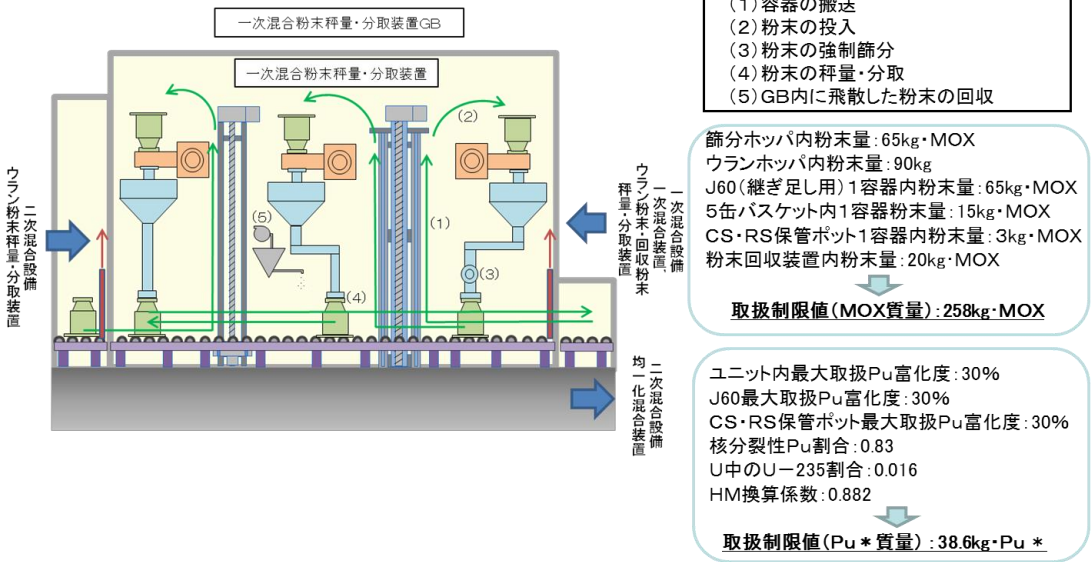 一次混合粉末秤量・分取装置GB
一次混合粉末秤量・分取装置
(1)容器の搬送
(2)粉末の投入
(3)粉末の強制篩分
(4)粉末の秤量・分取
(5)GB内に飛散した粉末の回収
(2)
(5)
(1)
(3)
(4)
二次混合設備
ウラン粉末秤量・分取装置
一次混合設備
一次混合装置、
ウラン粉末・回収粉末
秤量・分取装置
二次混合設備
均一化混合装置
篩分ホッパ内粉末量:65kg・MOX
ウランホッパ内粉末量:90kg
J60(継ぎ足し用)1容器内粉末量:65kg・MOX
5缶バスケット内1容器粉末量:15kg・MOX
CS・RS保管ポット1容器内粉末量:3kg・MOX
粉末回収装置内粉末量:20kg・MOX
取扱制限値(MOX質量):258kg・MOX
ユニット内最大取扱Pu富化度:30%
J60最大取扱Pu富化度:30%
CS・RS保管ポット最大取扱Pu富化度:30%
核分裂性Pu割合:0.83
U中のU-235割合:0.016
HM換算係数:0.882
取扱制限値(Pu*質量):38.6kg・Pu *